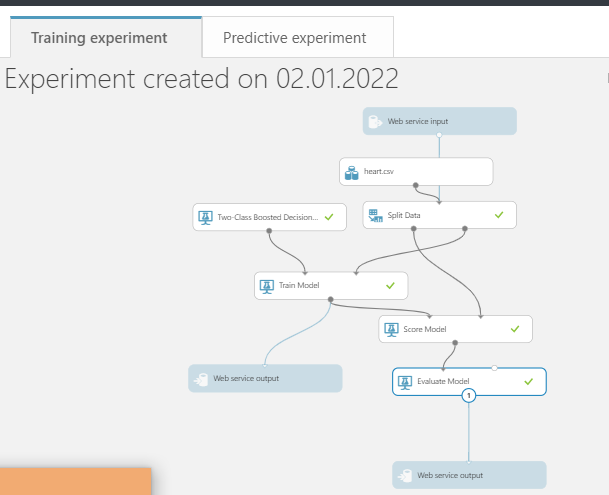 Training experiment
Predictive experiment
Experiment created on 02.01.2022
Web service input
heart.csv
Two-Class Boosted Decision...
Split Data
Train Model
Score Model
Web service output
Evaluate Model
1
Web service output